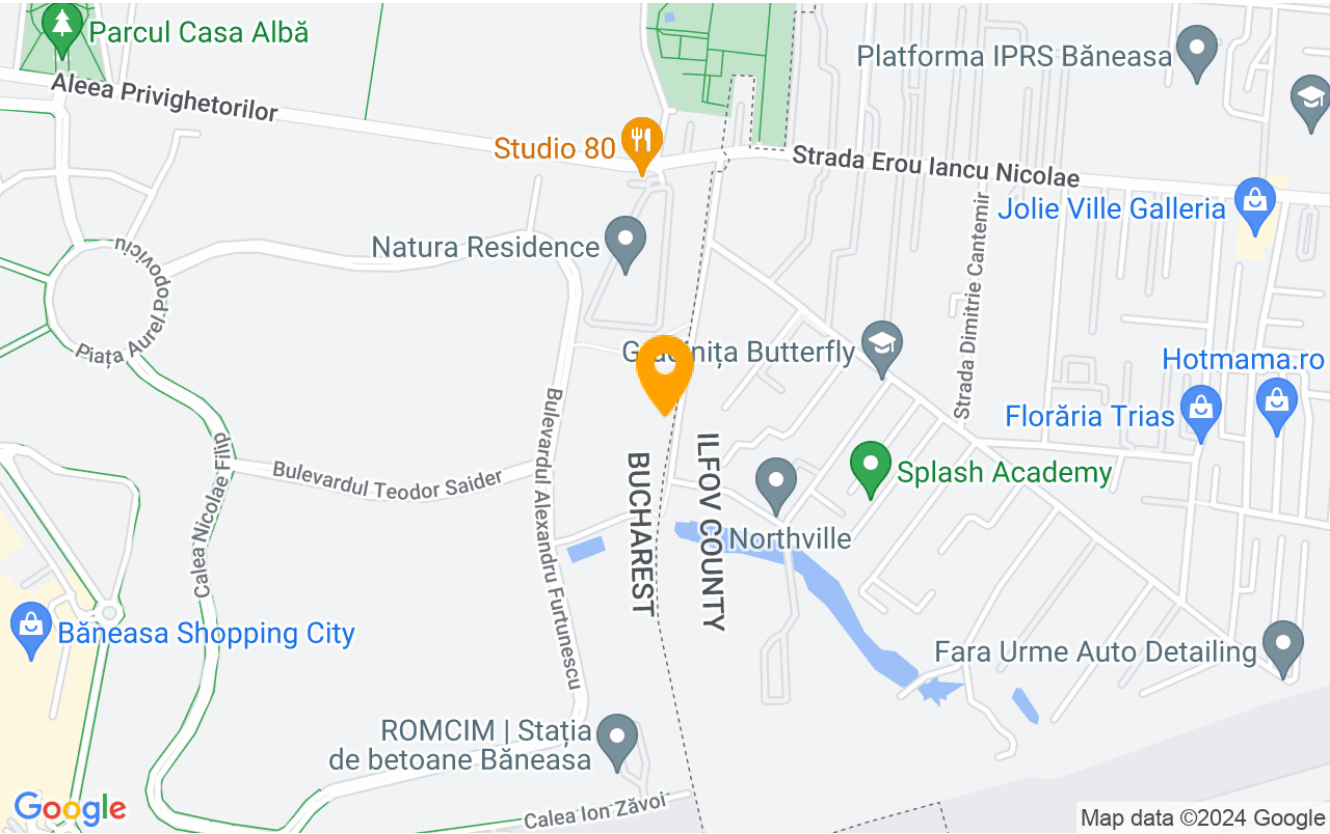 Parcul Casa Albă
Platforma IPRS Băneasa
Aleea Privighetorilor
Studio 80
Strada Erou Iancu Nicolae
Jolie Ville Galleria
Strada Dimitrie Cantemir
Natura Residence
Piața Aurel Popoviciu
Grădinița Butterfly
Hotmama.ro
Florăria Trias
Bulevardul Alexandru Furtunescu
Calea Nicolae Filip
Bulevardul Teodor Saider
BUCHAREST
ILFOV COUNTY
Splash Academy
Northville
Băneasa Shopping City
Fara Urme Auto Detailing
ROMCIM | Stația
de betoane Băneasa
Calea Ion Zăvoi
Google
Map data ©2024 Google